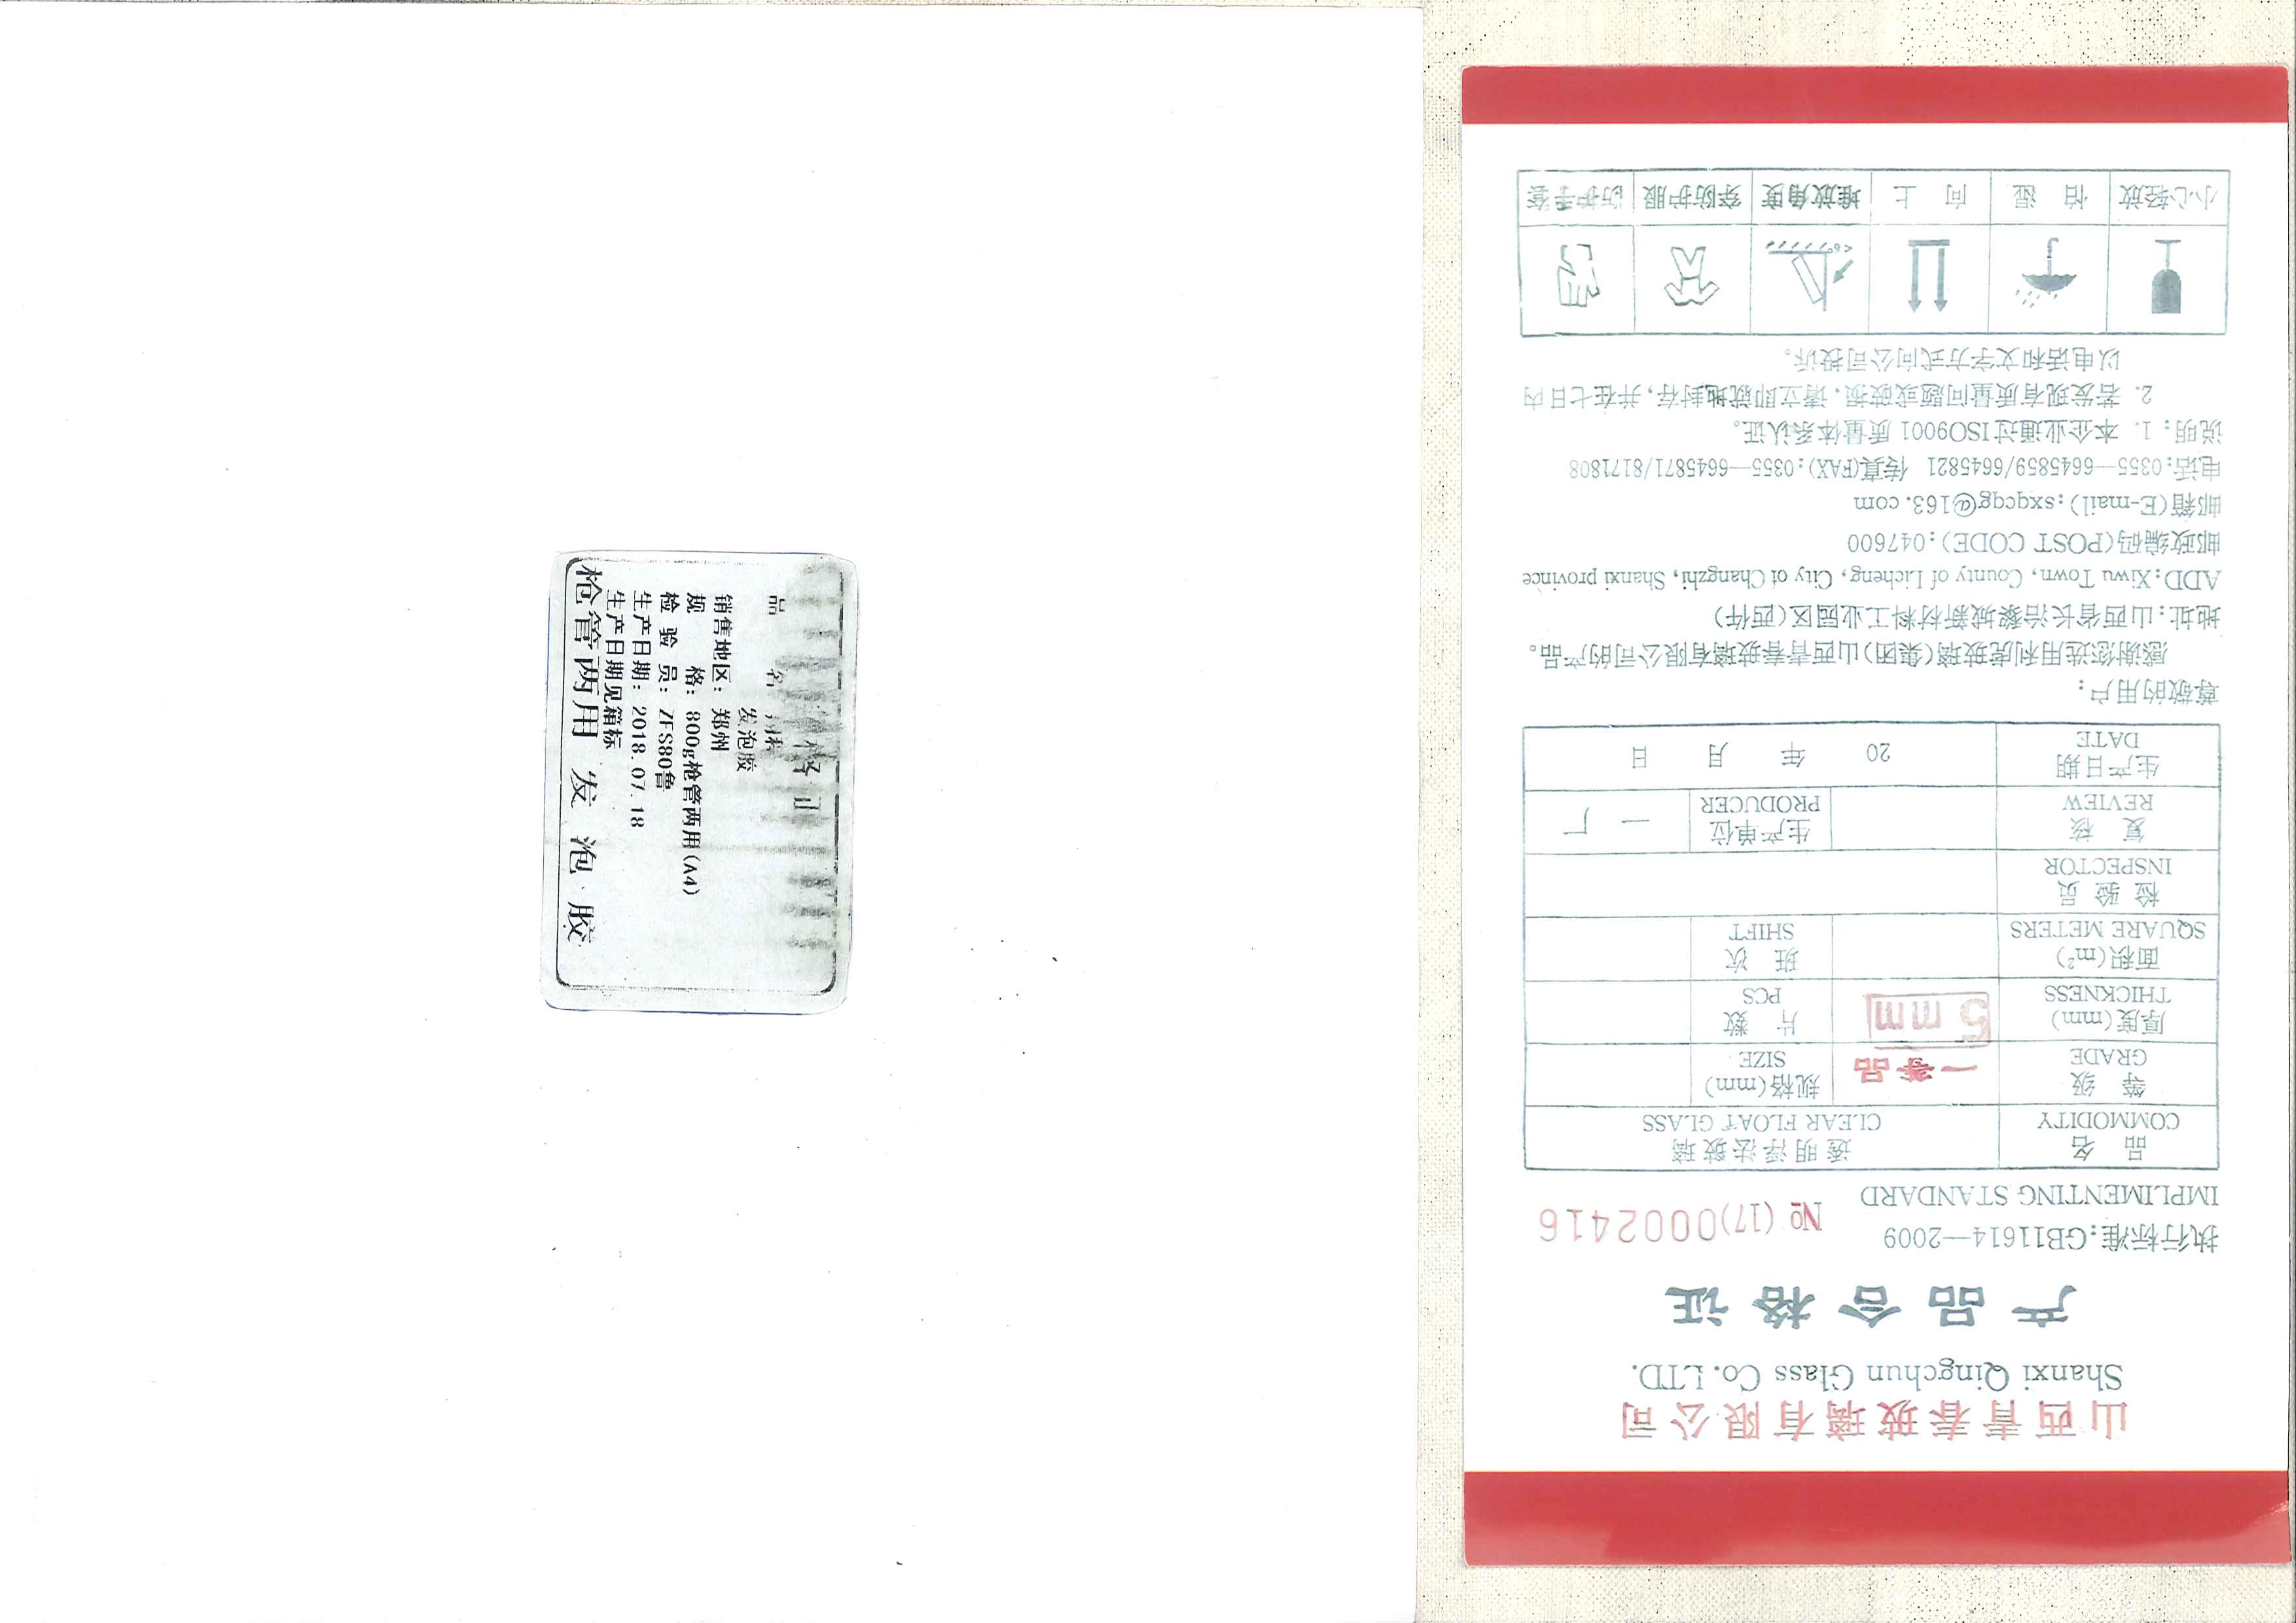 销售地区：郑州
发泡胶
规 格：800g枪管两用(A4)
检 验 员：ZFS80鲁
生产日期：2018.07.18
生产日期见箱标
枪管两用 发 泡 胶
山西青春玻璃有限公司
Shanxi Qingchun Glass Co.LTD.
产品合格证
执行标准:GB11614—2009
IMPLIMENTING STANDARD
№ (17)0002416
品 名 透明浮法玻璃
COMMODITY CLEAR FLOAT GLASS
等 级 一等品 规格(mm)
GRADE SIZE
厚度(mm) 5mm 片 数
THICKNESS PCS
面积(m²) 班 次
SQUARE METERS SHIFT
检 验 员
INSPECTOR
复 核 生产单位 一 厂
REVIEW PRODUCER
生产日期 20 年 月 日
DATE
尊敬的用户:
感谢您选用利虎玻璃(集团)山西青春玻璃有限公司的产品。
地址:山西省长治黎城新材料工业园区(西仵)
ADD:Xiwu Town, County of Licheng, City of Changzhi, Shanxi province
邮政编码(POST CODE):047600
邮箱(E-mail):sxqcqg@163.com
电话:0355—6645859/6645821 传真(FAX):0355—6645871/8171808
说明: 1. 本企业通过ISO9001 质量体系认证。
2. 若发现有质量问题或破损, 请立即就地封存, 并在七日内
以电话和文字方式向公司投诉。
<6°
小心轻放 怕 湿 向 上 堆放角度 穿防护服 防护手套